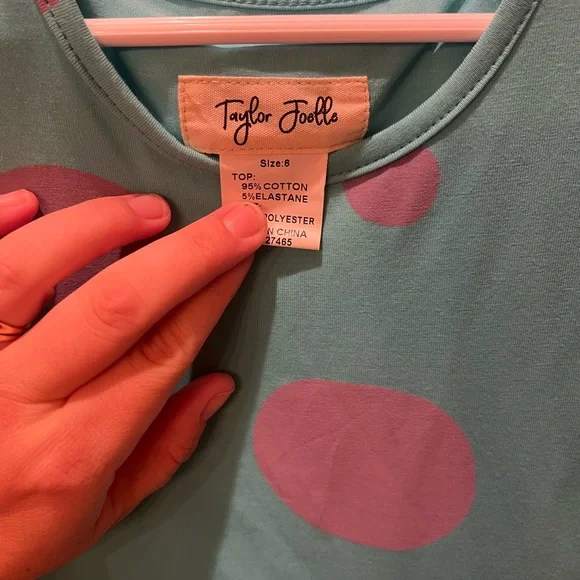 Taylor Joelle
Size:6
TOP:
95%COTTON
5%ELASTANE
POLYESTER
N CHINA
27465